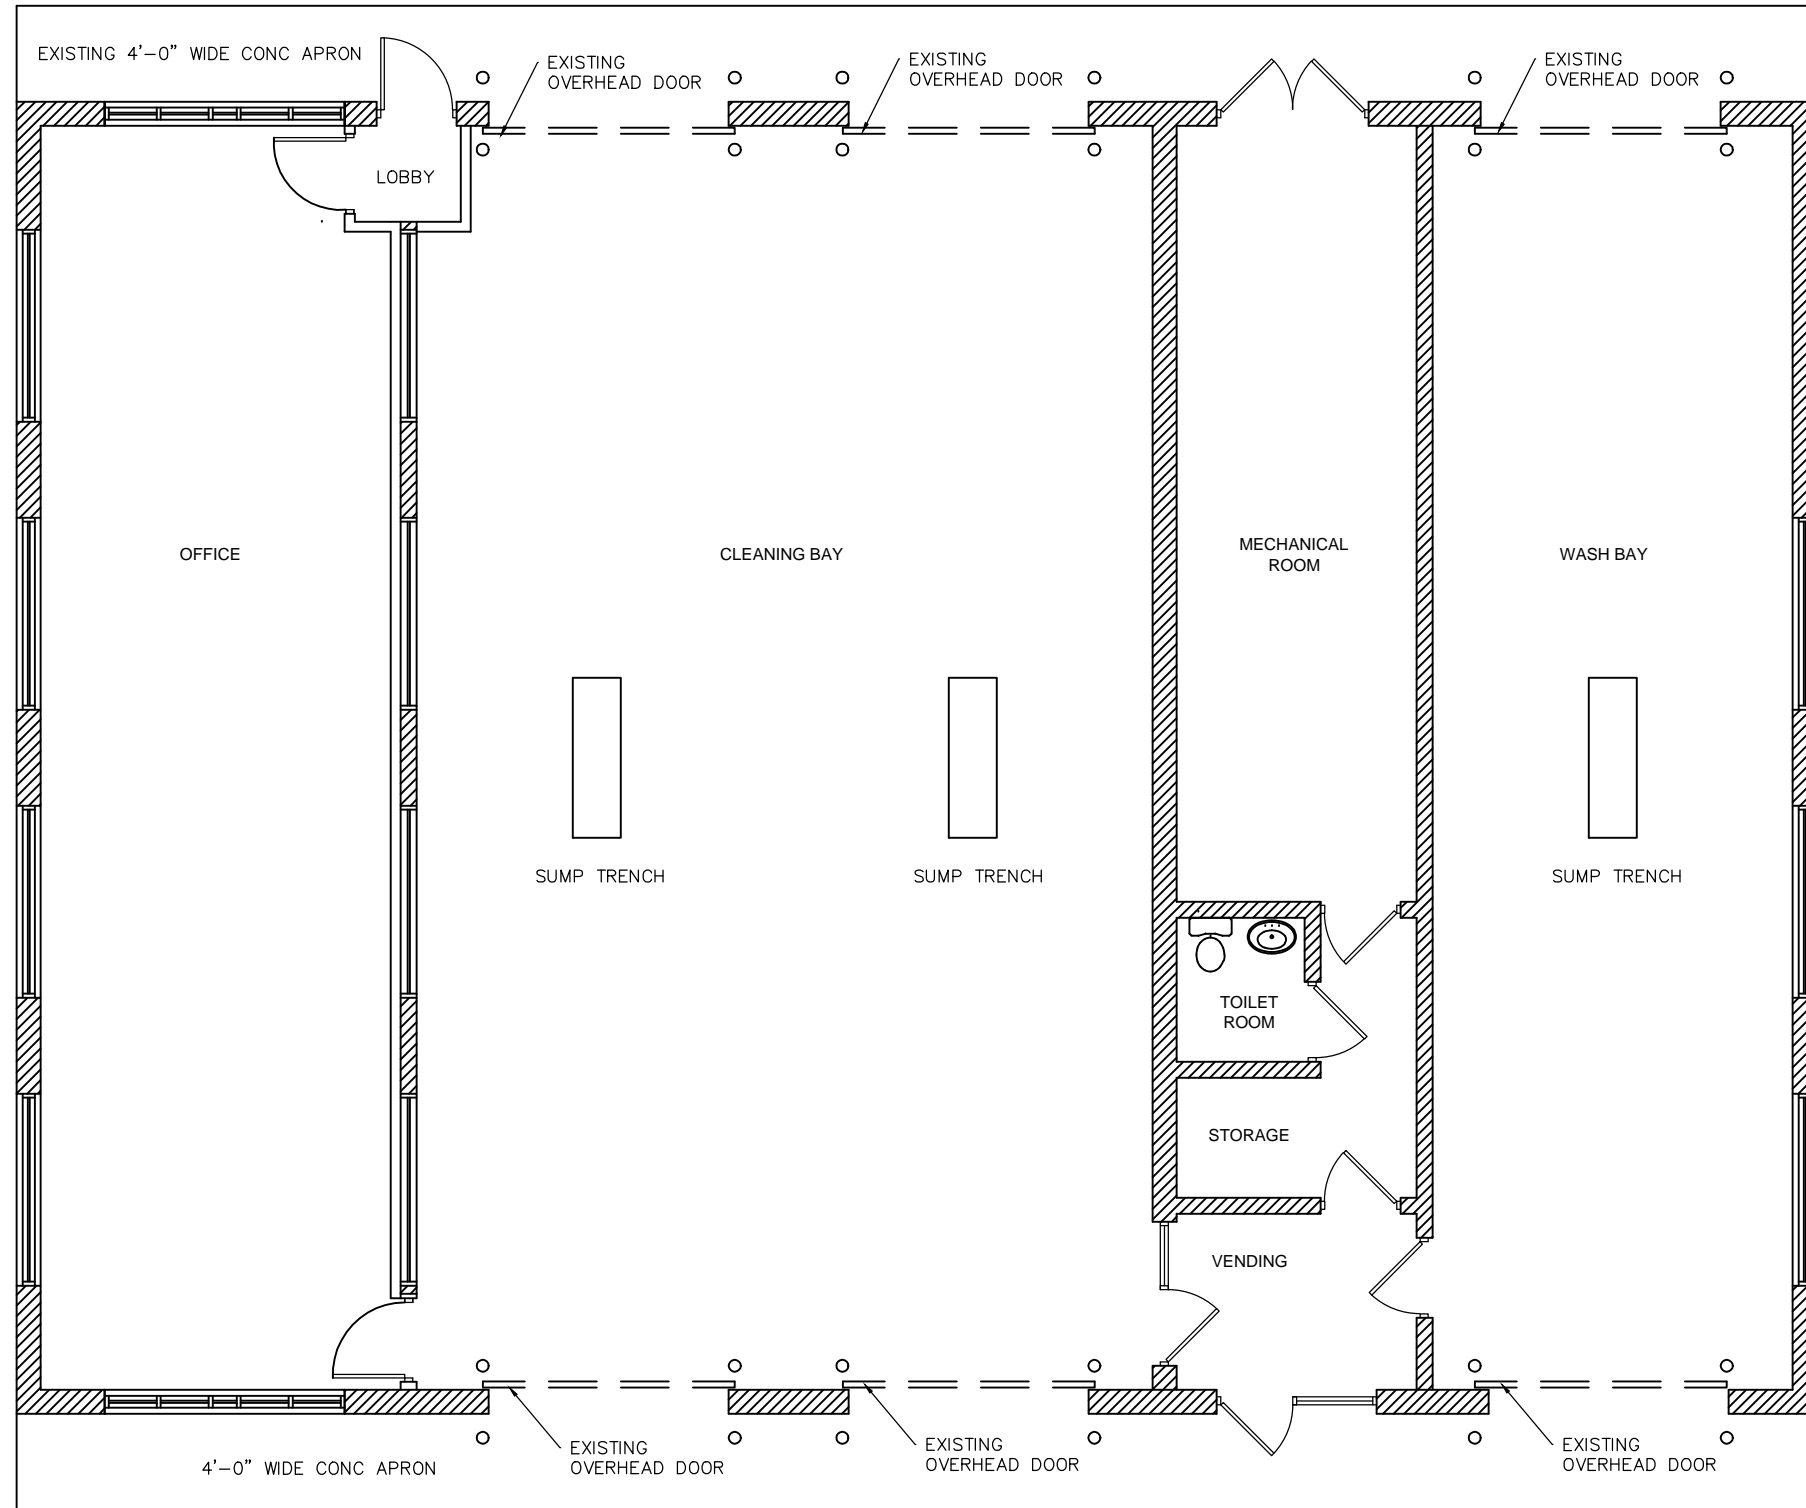 EXISTING 4'-0" WIDE CONC APRON
EXISTING
OVERHEAD DOOR
EXISTING
OVERHEAD DOOR
EXISTING
OVERHEAD DOOR
LOBBY
OFFICE
CLEANING BAY
MECHANICAL
ROOM
WASH BAY
SUMP TRENCH
SUMP TRENCH
SUMP TRENCH
TOILET
ROOM
STORAGE
VENDING
EXISTING
OVERHEAD DOOR
EXISTING
OVERHEAD DOOR
EXISTING
OVERHEAD DOOR
4'-0" WIDE CONC APRON